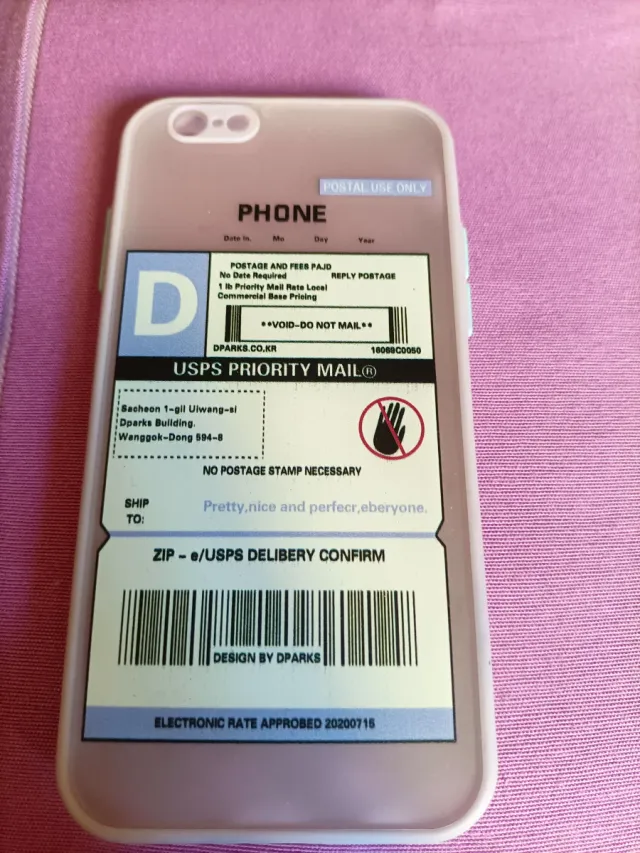 POSTAL USE ONLY
PHONE
Date In. Mo Day Year
D
POSTAGE AND FEES PAJD
No Date Required REPLY POSTAGE
1 lb Priority Mail Rate Local
Commercial Base Pricing
**VOID-DO NOT MAIL**
DPARKS.CO,KR 16068C0050
USPS PRIORITY MAIL®
Sacheon 1-gil Uiwang-si
Dparks Building.
Wanggok-Dong 594-8
NO POSTAGE STAMP NECESSARY
SHIP
TO:
Pretty,nice and perfecr,eberyone.
ZIP - e/USPS DELIBERY CONFIRM
DESIGN BY DPARKS
ELECTRONIC RATE APPROBED 20200715